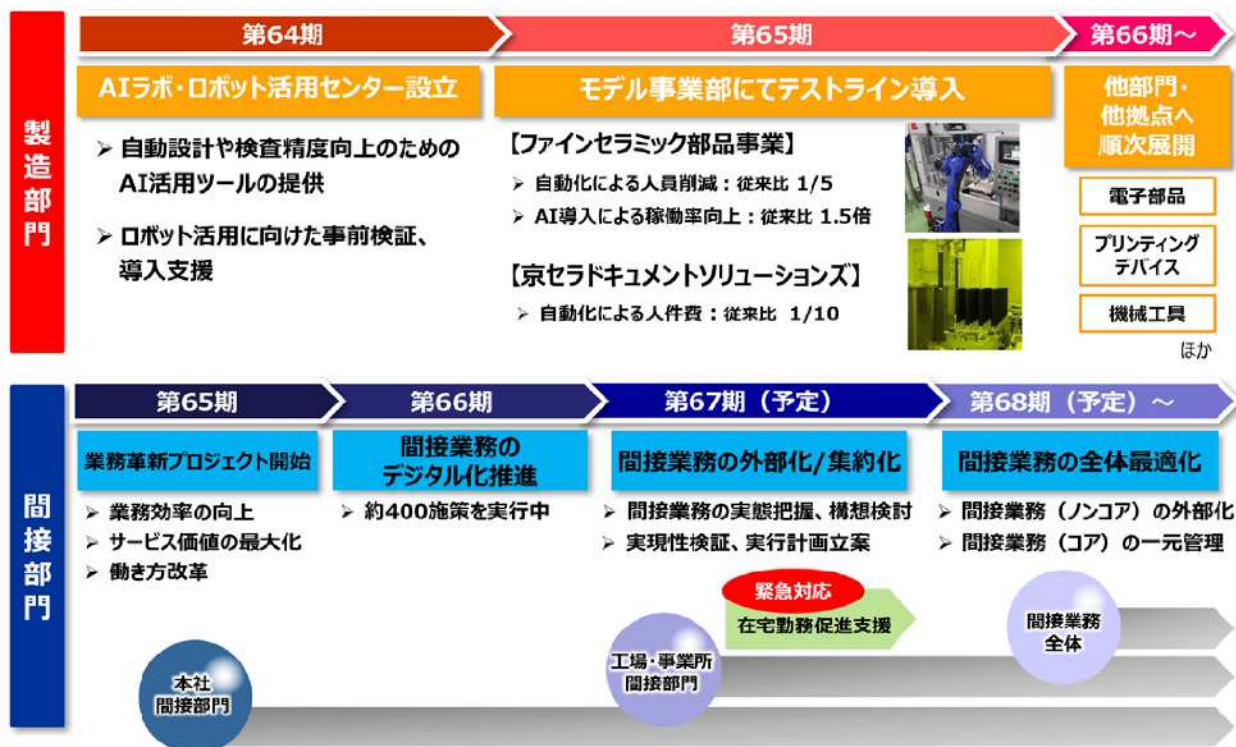 製造部門
第64期
第65期
第66期～
AIラボ・ロボット活用センター設立
➢ 自動設計や検査精度向上のための
AI活用ツールの提供
➢ ロボット活用に向けた事前検証、
導入支援
モデル事業部にてテストライン導入
【ファインセラミック部品事業】
➢ 自動化による人員削減：従来比 1/5
➢ AI導入による稼働率向上：従来比 1.5倍
【京セラドキュメントソリューションズ】
➢ 自動化による人件費：従来比 1/10
他部門・
他拠点へ
順次展開
電子部品
プリンティング
デバイス
機械工具
ほか
間接部門
第65期
第66期
第67期（予定）
第68期（予定）～
業務革新プロジェクト開始
➢ 業務効率の向上
➢ サービス価値の最大化
➢ 働き方改革
間接業務の
デジタル化推進
➢ 約400施策を実行中
間接業務の外部化/集約化
➢ 間接業務の実態把握、構想検討
➢ 実現性検証、実行計画立案
間接業務の全体最適化
➢ 間接業務（ノンコア）の外部化
➢ 間接業務（コア）の一元管理
緊急対応
在宅勤務促進支援
本社
間接部門
工場・事業所
間接部門
間接業務
全体